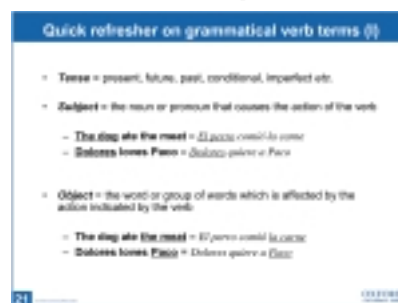 Quick refresher on grammatical verb terms (I)
• Tense = present, future, past, conditional, imperfect etc.
• Subject = the noun or pronoun that causes the action of the verb
– The dog ate the meat = El perro comió la carne
– Dolores loves Paco = Dolores quiere a Paco
• Object = the word or group of words which is affected by the
action indicated by the verb
– The dog ate the meat = El perro comió la carne
– Dolores loves Paco = Dolores quiere a Paco
21